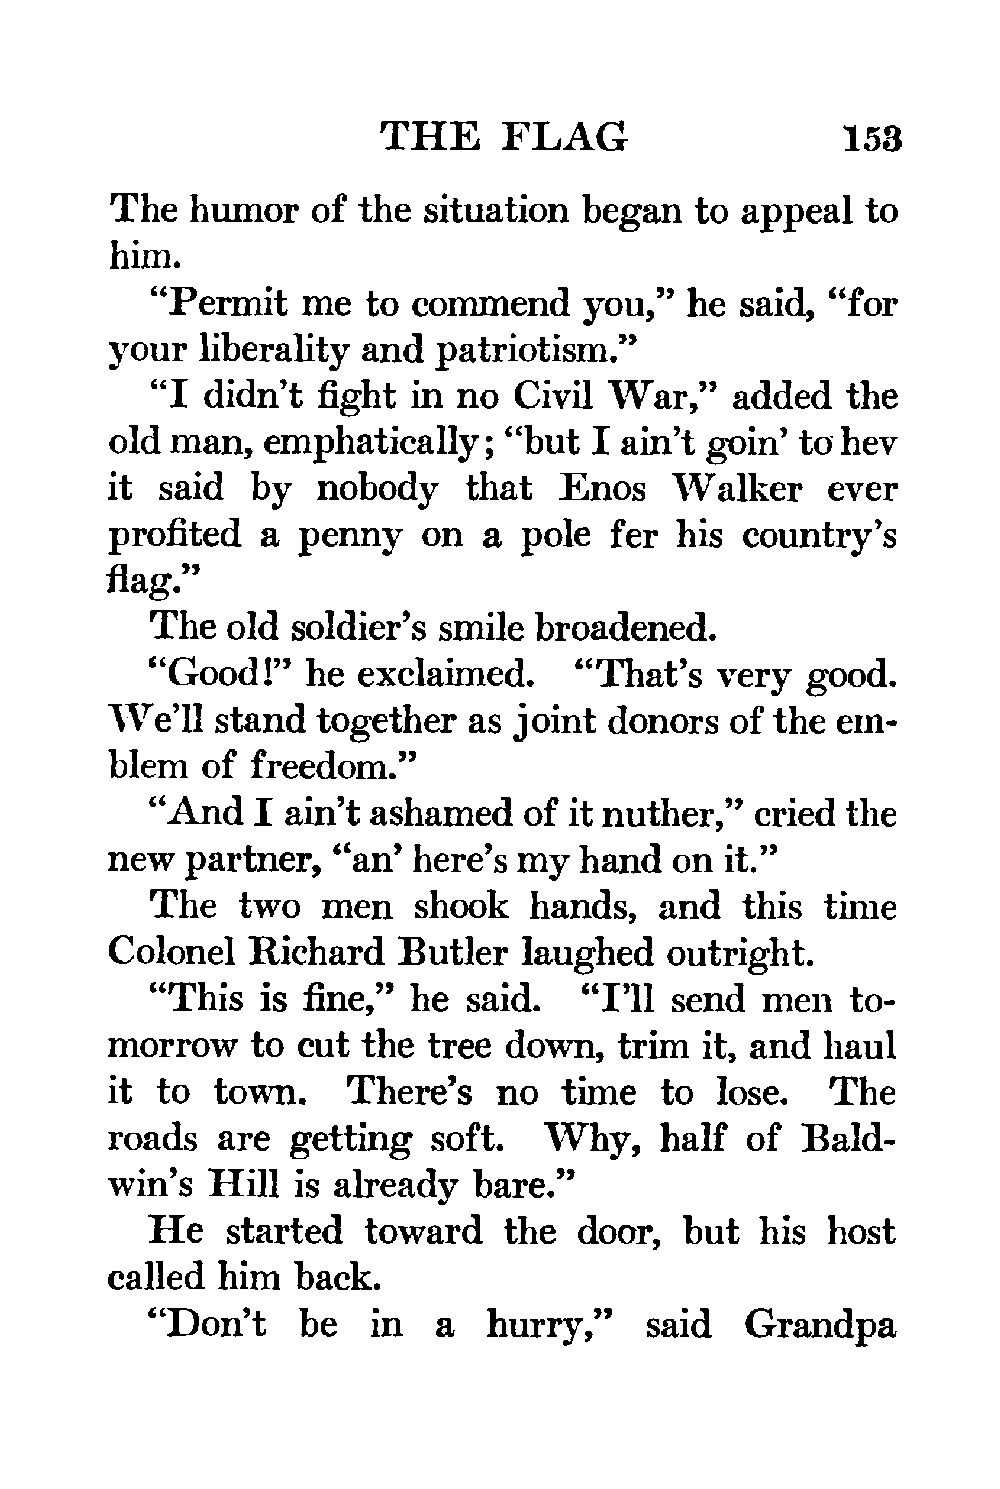 THE FLAG 153
The humor of the situation began to appeal to
him.
“Permit me to commend you,” he said, “for
your liberality and patriotism.”
“I didn’t fight in no Civil War,” added the
old man, emphatically; “but I ain’t goin’ to hev
it said by nobody that Enos Walker ever
profited a penny on a pole fer his country’s
flag.”
The old soldier’s smile broadened.
“Good!” he exclaimed. “That’s very good.
We’ll stand together as joint donors of the em-
blem of freedom.”
“And I ain’t ashamed of it nuther,” cried the
new partner, “an’ here’s my hand on it.”
The two men shook hands, and this time
Colonel Richard Butler laughed outright.
“This is fine,” he said. “I’ll send men to-
morrow to cut the tree down, trim it, and haul
it to town. There’s no time to lose. The
roads are getting soft. Why, half of Bald-
win’s Hill is already bare.”
He started toward the door, but his host
called him back.
“Don’t be in a hurry,” said Grandpa